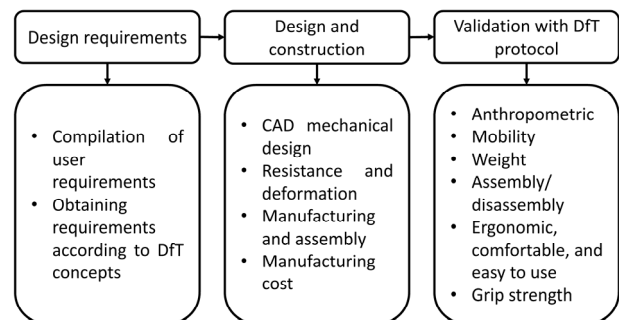 Design requirements
Design and
construction
Validation with DfT
protocol
• Compilation of
user
requirements
• Obtaining
requirements
according to DfT
concepts
• CAD mechanical
design
• Resistance and
deformation
• Manufacturing
and assembly
• Manufacturing
cost
• Anthropometric
• Mobility
• Weight
• Assembly/
disassembly
• Ergonomic,
comfortable, and
easy to use
• Grip strength